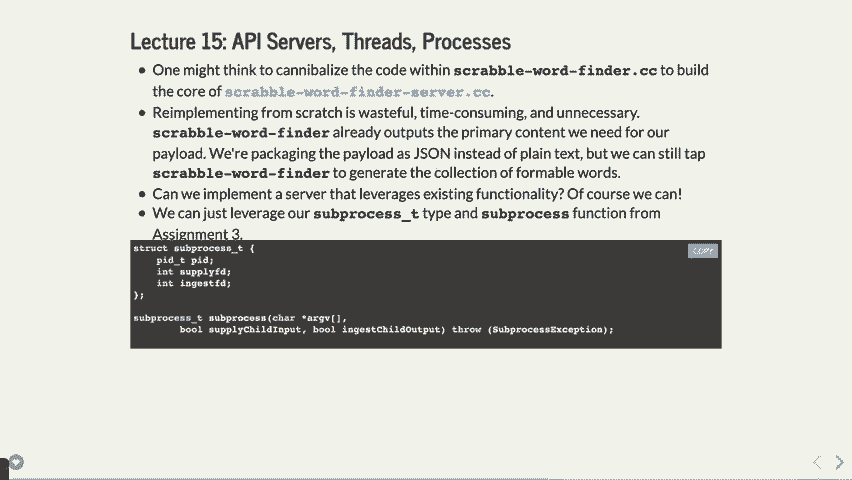 Lecture 15: API Servers, Threads, Processes
• One might think to cannibalize the code within scrabble-word-finder.cc to build
the core of scrabble-word-finder-server.cc.
• Reimplementing from scratch is wasteful, time-consuming, and unnecessary.
scrabble-word-finder already outputs the primary content we need for our
payload. We're packaging the payload as JSON instead of plain text, but we can still tap
scrabble-word-finder to generate the collection of formable words.
• Can we implement a server that leverages existing functionality? Of course we can!
• We can just leverage our subprocess_t type and subprocess function from
Assignment 3.
struct subprocess_t {
COPY
    pid_t pid;
    int supplyfd;
    int ingestfd;
};
subprocess_t subprocess(char *argv[],
        bool supplyChildInput, bool ingestChildOutput) throw (SubprocessException);